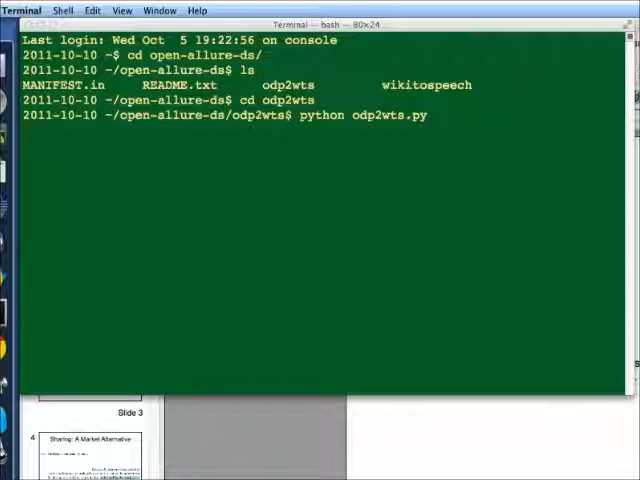 Terminal Shell Edit View Window Help
Terminal — bash — 80×24
Last login: Wed Oct  5 19:22:56 on console
2011-10-10 ~$ cd open-allure-ds/
2011-10-10 ~/open-allure-ds$ ls
MANIFEST.in README.txt odp2wts wikitospeech
2011-10-10 ~/open-allure-ds$ cd odp2wts
2011-10-10 ~/open-allure-ds/odp2wts$ python odp2wts.py
Slide 3
4
Sharing: A Market Alternative